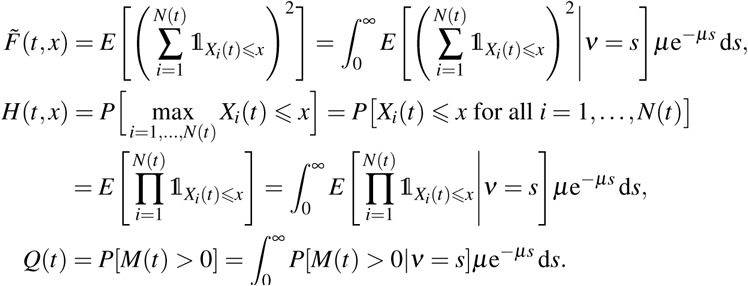 F̃(t,x) = E[(∑_{i=1}^{N(t)} 𝟙_{X_i(t)⩽x})²] = ∫_0^∞ E[(∑_{i=1}^{N(t)} 𝟙_{X_i(t)⩽x})² | ν = s] μe^{−μs} ds,
H(t,x) = P[max_{i=1,...,N(t)} X_i(t) ⩽ x] = P[X_i(t) ⩽ x for all i = 1,...,N(t)]
= E[∏_{i=1}^{N(t)} 𝟙_{X_i(t)⩽x}] = ∫_0^∞ E[∏_{i=1}^{N(t)} 𝟙_{X_i(t)⩽x} | ν = s] μe^{−μs} ds,
Q(t) = P[M(t) > 0] = ∫_0^∞ P[M(t) > 0|ν = s]μe^{−μs} ds.